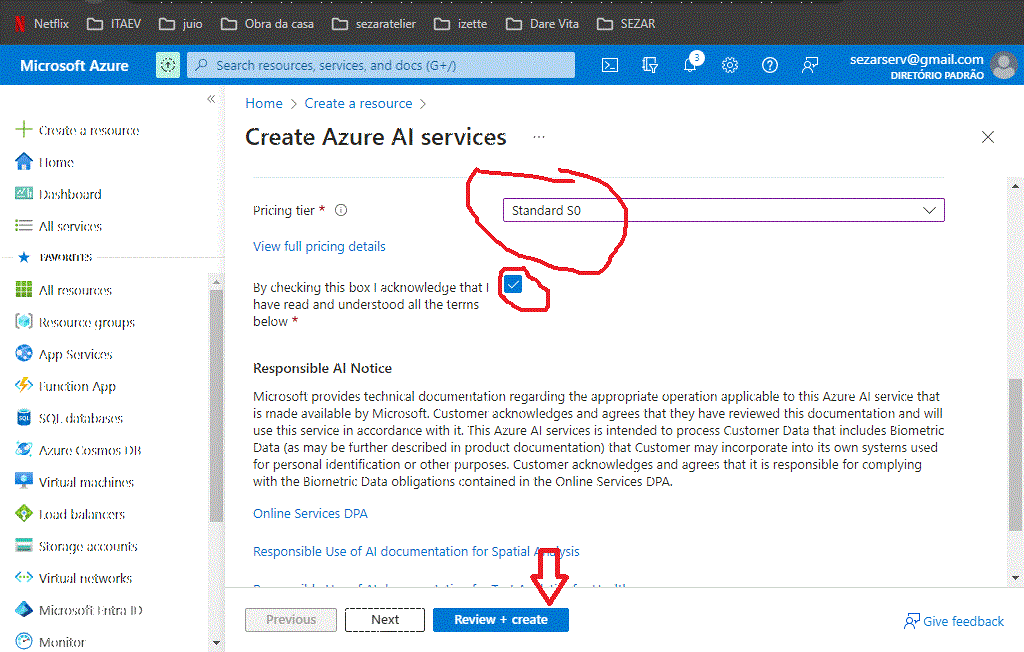 Netflix
ITAEV
juio
Obra da casa
sezaratelier
izette
Dare Vita
SEZAR
Microsoft Azure
Search resources, services, and docs (G+/)
3
sezarserv@gmail.com
DIRETÓRIO PADRÃO
Create a resource
Home
Dashboard
All services
FAVORITES
All resources
Resource groups
App Services
Function App
SQL databases
Azure Cosmos DB
Virtual machines
Load balancers
Storage accounts
Virtual networks
Microsoft Entra ID
Monitor
Home > Create a resource >
Create Azure AI services ...
Pricing tier *
Standard S0
View full pricing details
By checking this box I acknowledge that I
have read and understood all the terms
below *
Responsible AI Notice
Microsoft provides technical documentation regarding the appropriate operation applicable to this Azure AI service that
is made available by Microsoft. Customer acknowledges and agrees that they have reviewed this documentation and will
use this service in accordance with it. This Azure AI services is intended to process Customer Data that includes Biometric
Data (as may be further described in product documentation) that Customer may incorporate into its own systems used
for personal identification or other purposes. Customer acknowledges and agrees that it is responsible for complying
with the Biometric Data obligations contained in the Online Services DPA.
Online Services DPA
Responsible Use of AI documentation for Spatial Analysis
Previous
Next
Review + create
Give feedback